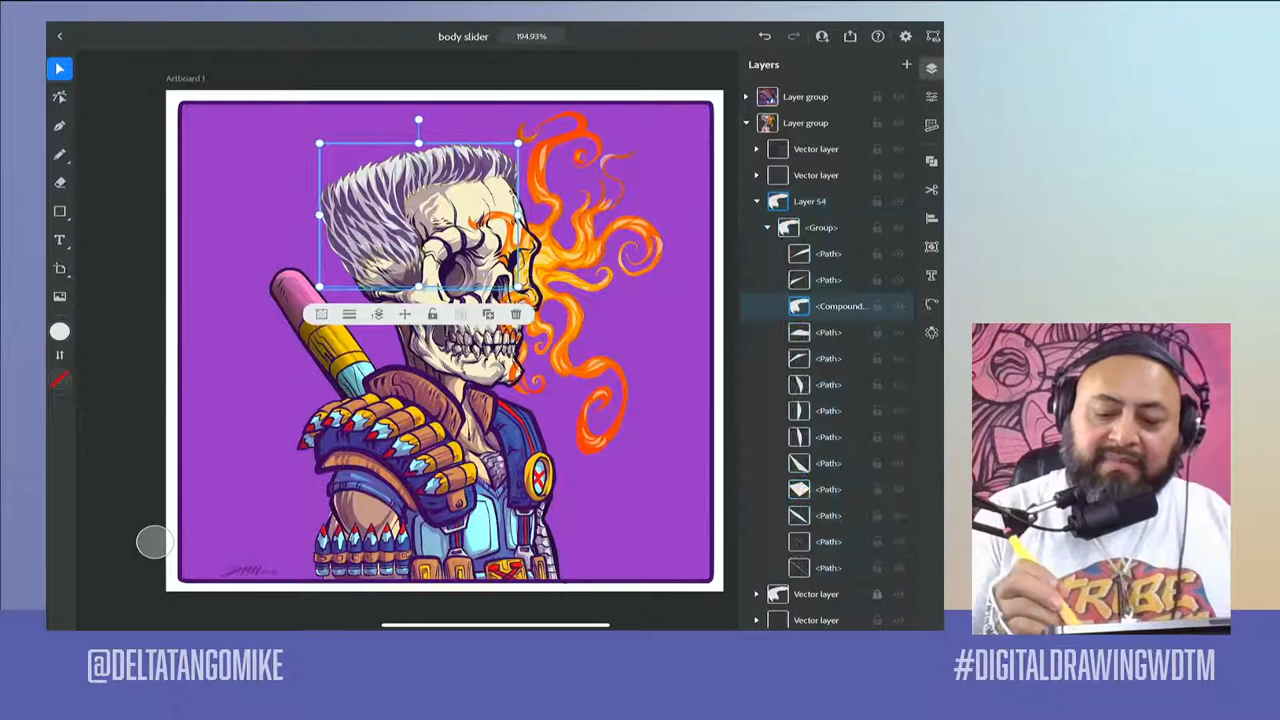 body slider
194.93%
Layers
Artboard 1
Layer group
Layer group
Vector layer
Vector layer
Layer 54
<Group>
<Path>
<Path>
<Compound...
<Path>
<Path>
<Path>
<Path>
<Path>
<Path>
<Path>
<Path>
<Path>
<Path>
Vector layer
Vector layer
TRIBE
@DELTATANGOMIKE
#DIGITALDRAWINGWDTM